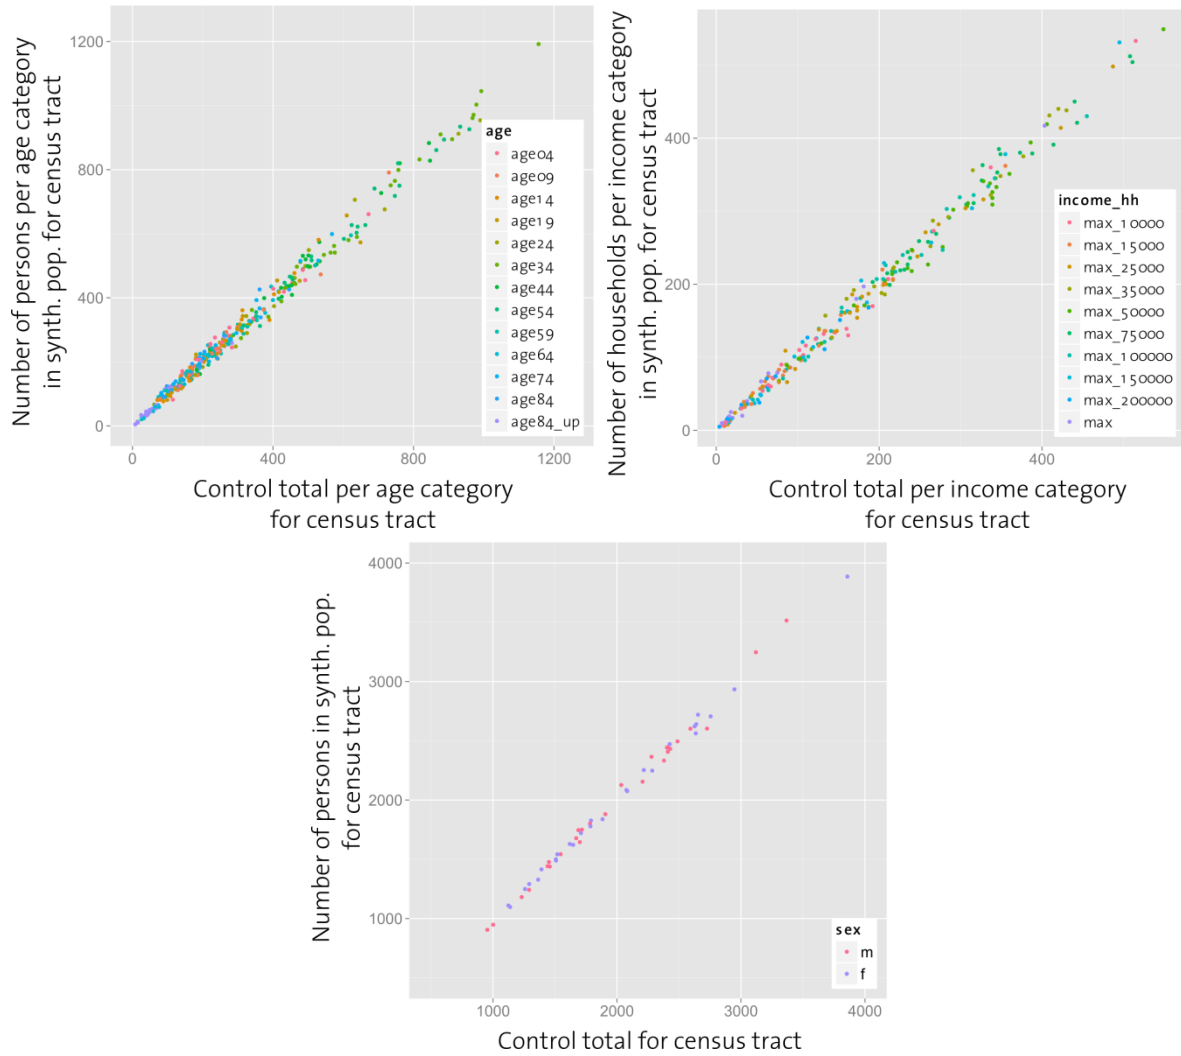 Number of persons per age category
in synth. pop. for census tract
1200
800
400
0
0
400
800
1200
Control total per age category
for census tract
age
age04
age09
age14
age19
age24
age34
age44
age54
age59
age64
age74
age84
age84_up
Number of households per income category
in synth. pop. for census tract
400
200
0
0
200
400
Control total per income category
for census tract
income_hh
max_10000
max_15000
max_25000
max_35000
max_50000
max_75000
max_100000
max_150000
max_200000
max
Number of persons in synth. pop.
for census tract
4000
3000
2000
1000
1000
2000
3000
4000
Control total for census tract
sex
m
f